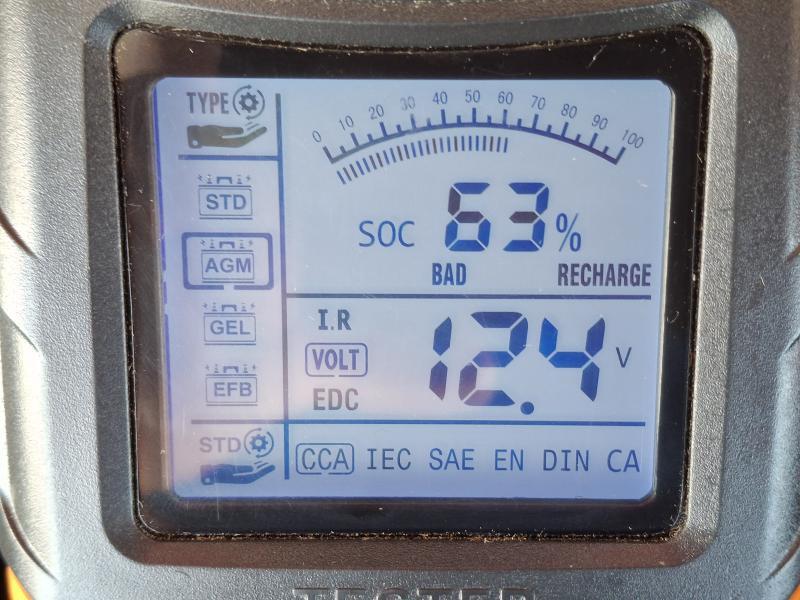 TYPE
0 10 20 30 40 50 60 70 80 90 100
STD
SOC 63%
AGM
BAD RECHARGE
GEL
I.R
VOLT 12.4 V
EFB
EDC
STD
CCA IEC SAE EN DIN CA
TESTER